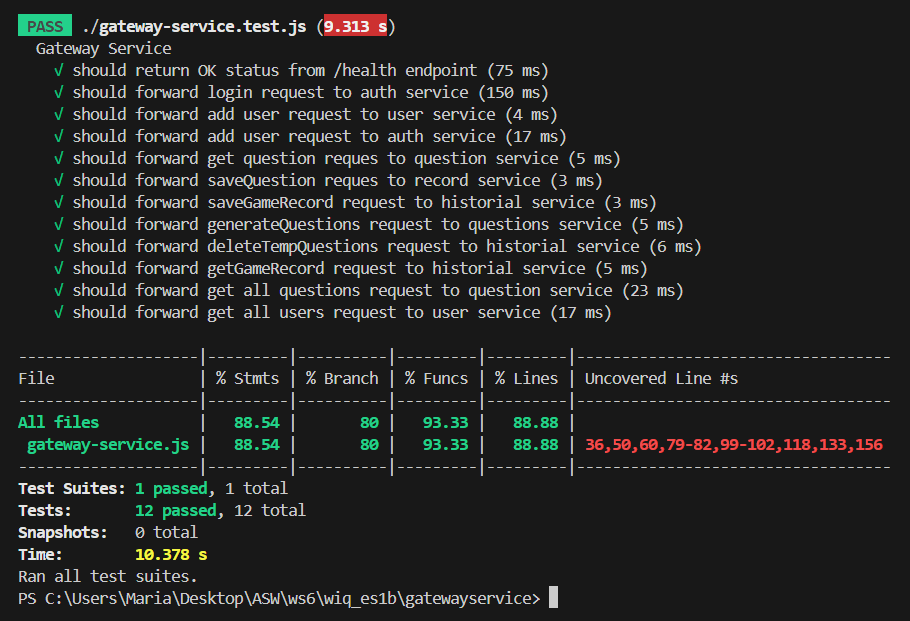 PASS ./gateway-service.test.js (9.313 s)
Gateway Service
√ should return OK status from /health endpoint (75 ms)
√ should forward login request to auth service (150 ms)
√ should forward add user request to user service (4 ms)
√ should forward add user request to auth service (17 ms)
√ should forward get question reques to question service (5 ms)
√ should forward saveQuestion reques to record service (3 ms)
√ should forward saveGameRecord request to historial service (3 ms)
√ should forward generateQuestions request to questions service (5 ms)
√ should forward deleteTempQuestions request to historial service (6 ms)
√ should forward getGameRecord request to historial service (5 ms)
√ should forward get all questions request to question service (23 ms)
√ should forward get all users request to user service (17 ms)
--------------------|---------|----------|---------|---------|-----------------------------------
File                | % Stmts | % Branch | % Funcs | % Lines | Uncovered Line #s
--------------------|---------|----------|---------|---------|-----------------------------------
All files           |   88.54 |       80 |   93.33 |   88.88 |
 gateway-service.js |   88.54 |       80 |   93.33 |   88.88 | 36,50,60,79-82,99-102,118,133,156
--------------------|---------|----------|---------|---------|-----------------------------------
Test Suites: 1 passed, 1 total
Tests:       12 passed, 12 total
Snapshots:   0 total
Time:        10.378 s
Ran all test suites.
PS C:\Users\Maria\Desktop\ASW\ws6\wiq_es1b\gatewayservice>